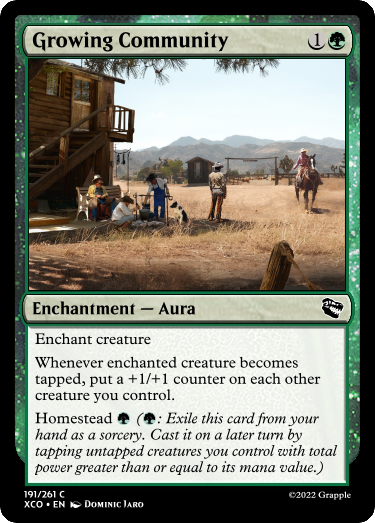 Growing Community 1
Enchantment — Aura
Enchant creature
Whenever enchanted creature becomes
tapped, put a +1/+1 counter on each other
creature you control.
Homestead (: Exile this card from your
hand as a sorcery. Cast it on a later turn by
tapping untapped creatures you control with total
power greater than or equal to its mana value.)
191/261 C
XCO • EN Dominic Jaro
©2022 Grapple